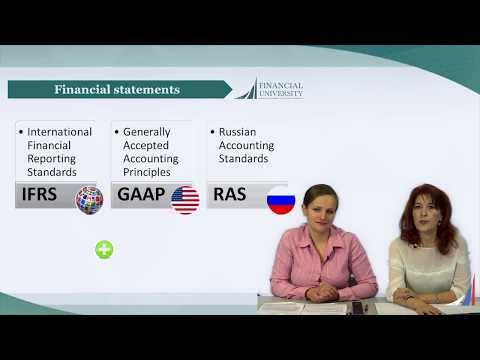 Financial statements
FINANCIAL
UNIVERSITY
• International
Financial
Reporting
Standards
IFRS
• Generally
Accepted
Accounting
Principles
GAAP
• Russian
Accounting
Standards
RAS